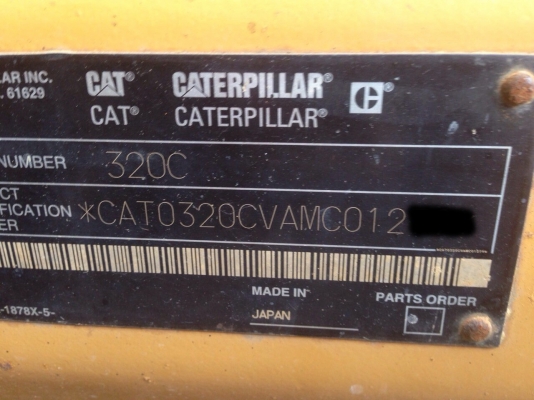 LAR INC. CAT® CATERPILLAR®
. 61629 CAT® CATERPILLAR®
NUMBER 320C
CT
IFICATION *CAT0320CVAMC012
ER
MADE IN PARTS ORDER
-1878X-5- JAPAN